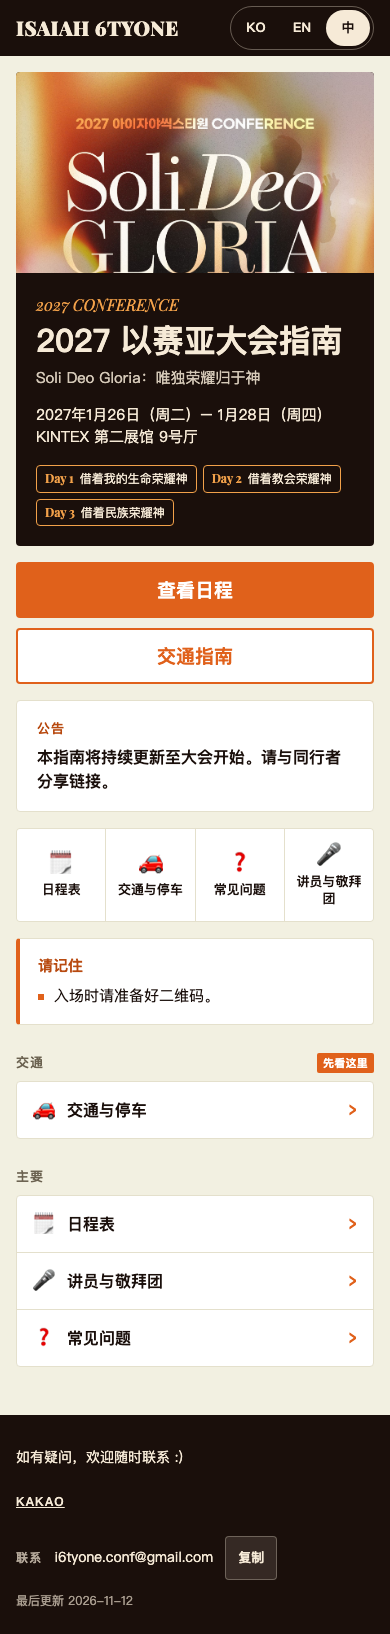 ISAIAH 6TYONE
KO EN 中
2027 아이자야씩스티원 CONFERENCE
Soli Deo
GLORIA
2027 CONFERENCE
2027 以赛亚大会指南
Soli Deo Gloria：唯独荣耀归于神
2027年1月26日（周二）— 1月28日（周四）
KINTEX 第二展馆 9号厅
Day 1 借着我的生命荣耀神
Day 2 借着教会荣耀神
Day 3 借着民族荣耀神
查看日程
交通指南
公告
本指南将持续更新至大会开始。请与同行者
分享链接。
日程表
交通与停车
常见问题
讲员与敬拜
团
请记住
入场时请准备好二维码。
交通
先看这里
交通与停车
主要
日程表
讲员与敬拜团
常见问题
如有疑问，欢迎随时联系 :)
KAKAO
联系 i6tyone.conf@gmail.com 复制
最后更新 2026-11-12